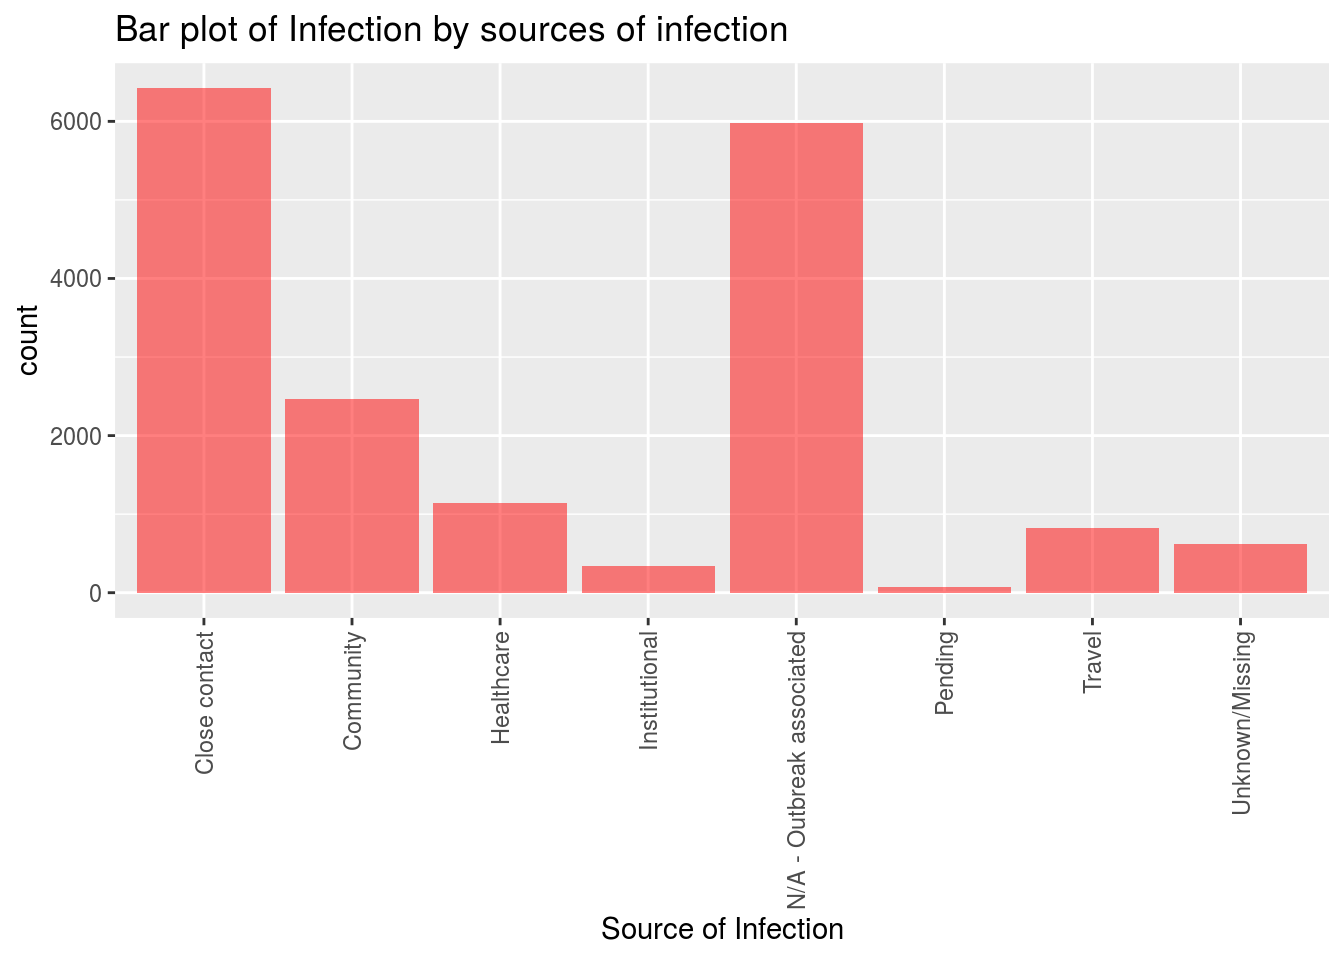 Bar plot of Infection by sources of infection
count
6000
4000
2000
0
Close contact
Community
Healthcare
Institutional
N/A - Outbreak associated
Pending
Travel
Unknown/Missing
Source of Infection